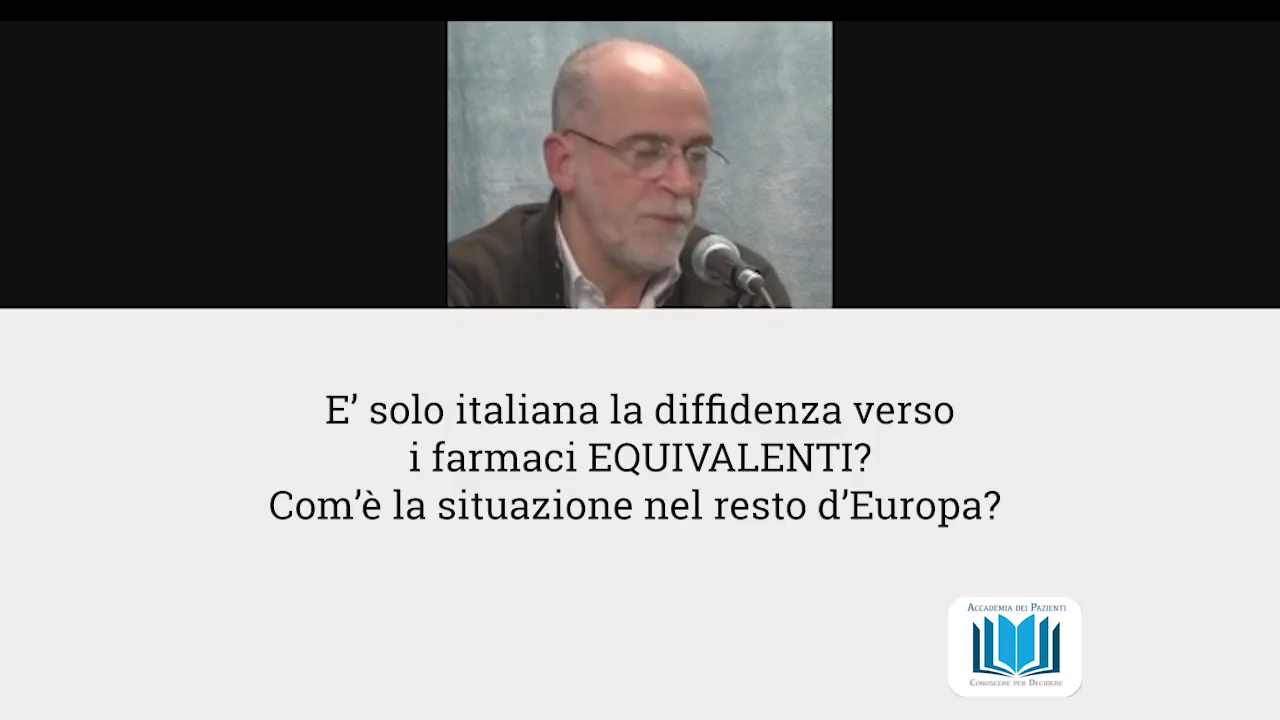 E’ solo italiana la diffidenza verso
i farmaci EQUIVALENTI?
Com’è la situazione nel resto d’Europa?
Accademia dei Pazienti
Conoscere per Decidere